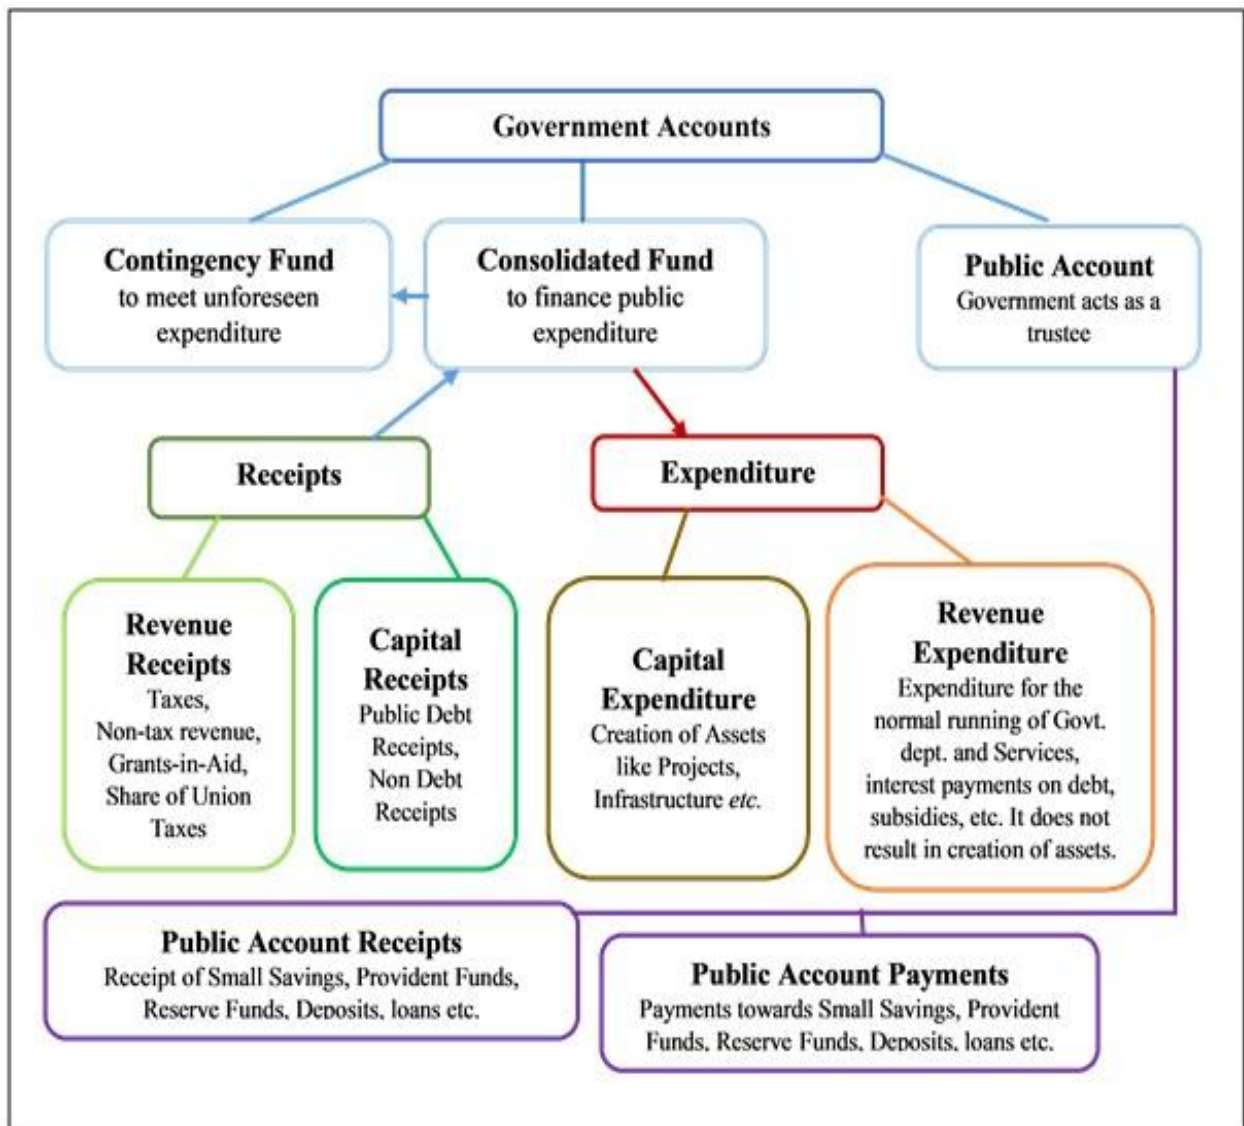 Government Accounts
Contingency Fund
to meet unforeseen
expenditure
Consolidated Fund
to finance public
expenditure
Public Account
Government acts as a
trustee
Receipts
Expenditure
Revenue
Receipts
Taxes,
Non-tax revenue,
Grants-in-Aid,
Share of Union
Taxes
Capital
Receipts
Public Debt
Receipts,
Non Debt
Receipts
Capital
Expenditure
Creation of Assets
like Projects,
Infrastructure etc.
Revenue
Expenditure
Expenditure for the
normal running of Govt.
dept. and Services,
interest payments on debt,
subsidies, etc. It does not
result in creation of assets.
Public Account Receipts
Receipt of Small Savings, Provident Funds,
Reserve Funds, Deposits, loans etc.
Public Account Payments
Payments towards Small Savings, Provident
Funds, Reserve Funds, Deposits, loans etc.